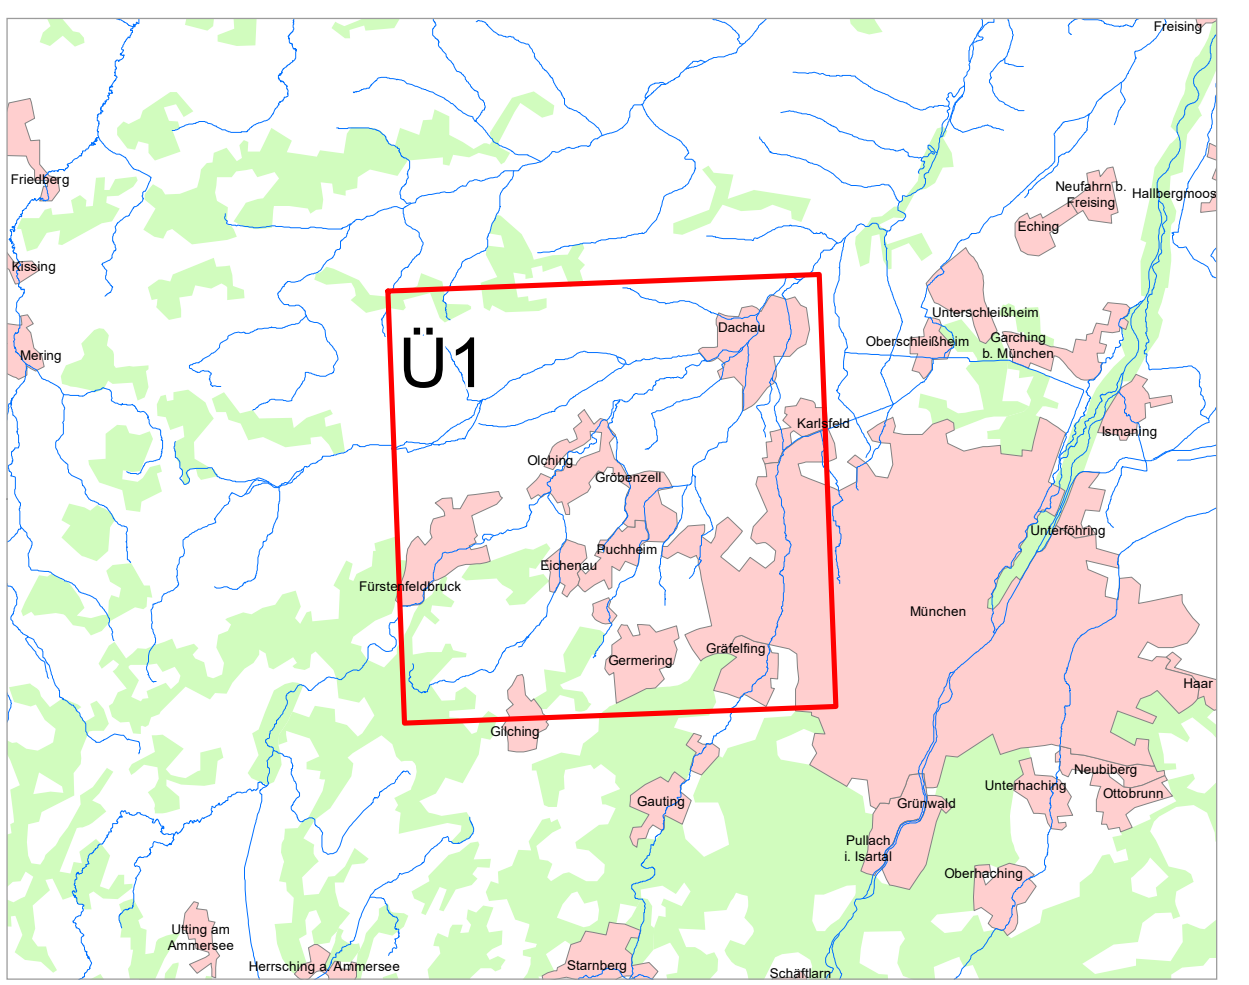 Freising
Friedberg
Neufahrn b.
Freising
Hallbergmoos
Eching
Kissing
Unterschleißheim
Dachau
Oberschleißheim
Garching
b. München
Mering
Ü1
Karlsfeld
Ismaning
Olching
Gröbenzell
Unterföhring
Puchheim
Eichenau
Fürstenfeldbruck
München
Gräfelfing
Germering
Haar
Gilching
Neubiberg
Unterhaching
Ottobrunn
Gauting
Grünwald
Pullach
i. Isartal
Oberhaching
Utting am
Ammersee
Herrsching a. Ammersee
Starnberg
Schäftlarn